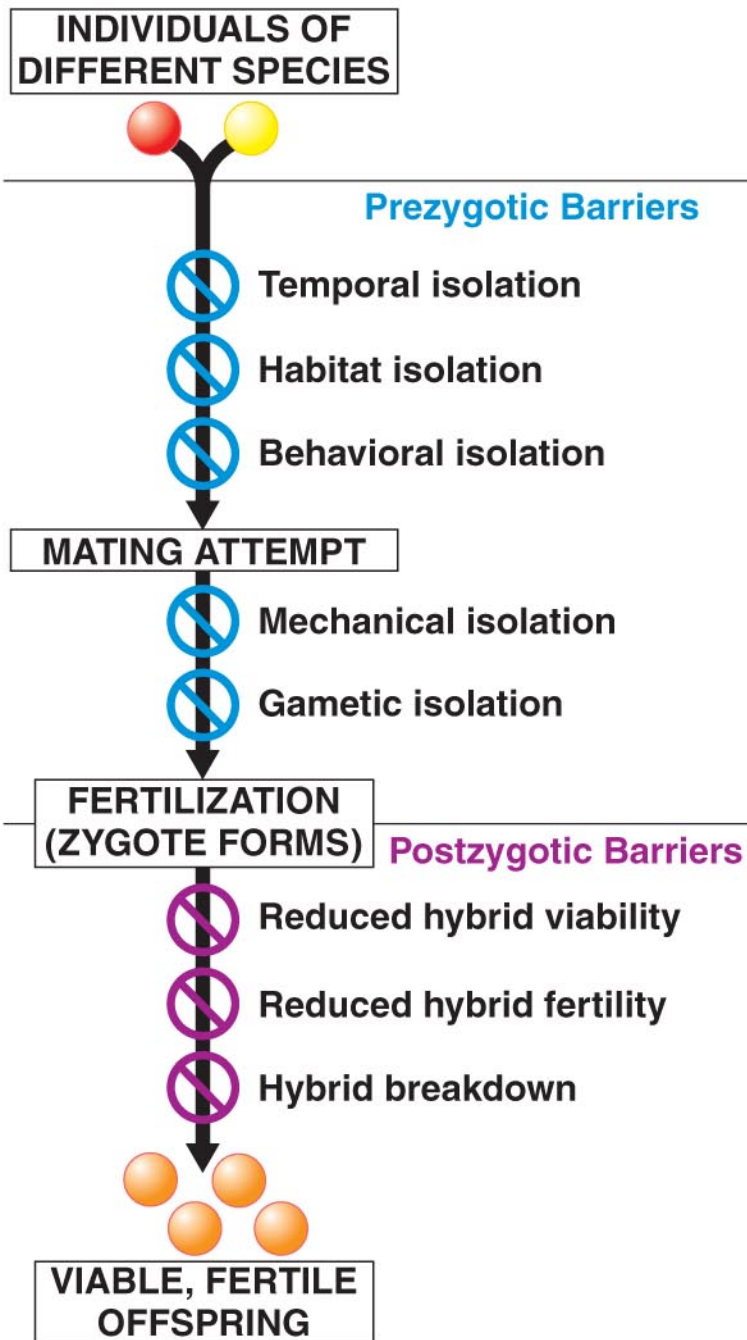 INDIVIDUALS OF
DIFFERENT SPECIES
Prezygotic Barriers
Temporal isolation
Habitat isolation
Behavioral isolation
MATING ATTEMPT
Mechanical isolation
Gametic isolation
FERTILIZATION
(ZYGOTE FORMS)
Postzygotic Barriers
Reduced hybrid viability
Reduced hybrid fertility
Hybrid breakdown
VIABLE, FERTILE
OFFSPRING